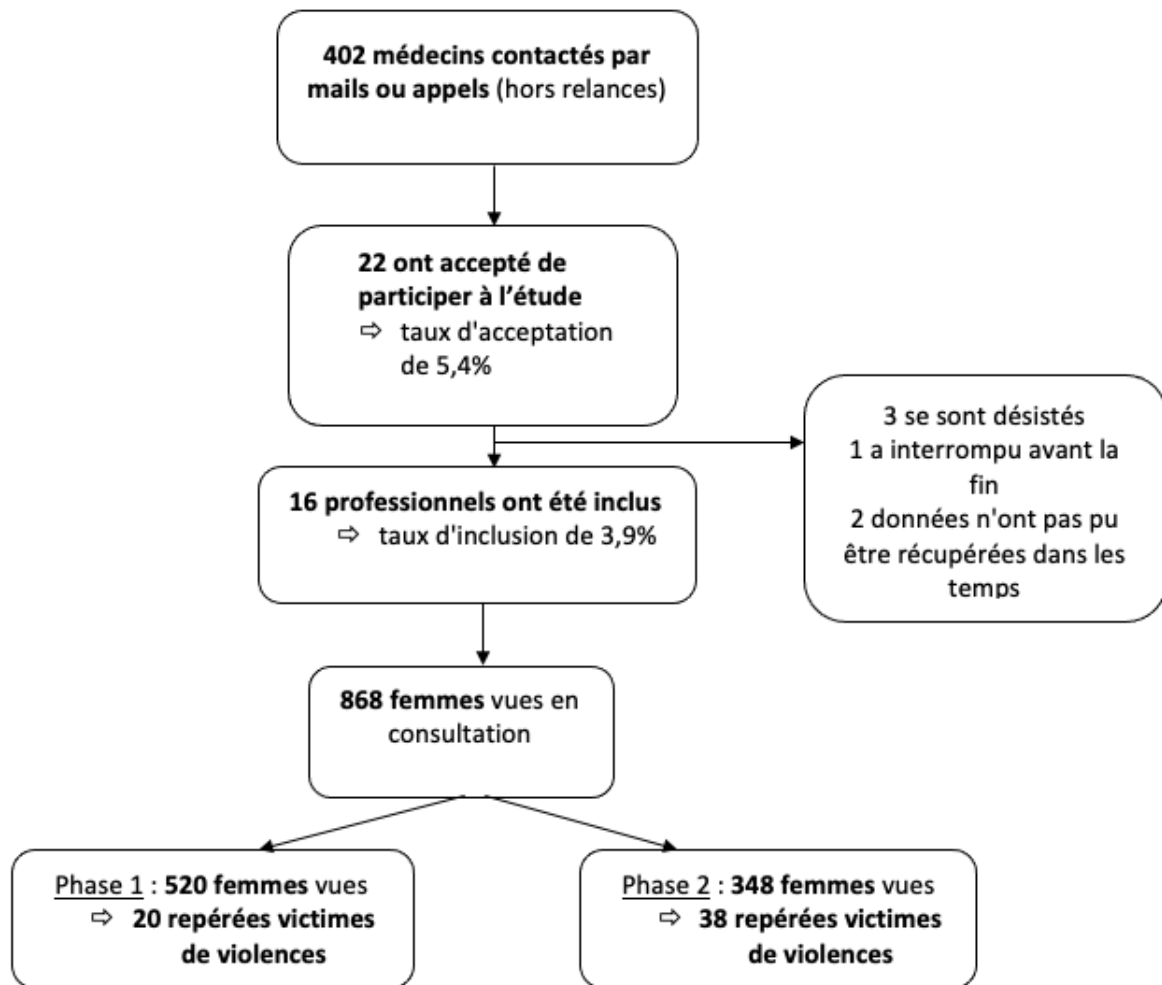 402 médecins contactés par
mails ou appels (hors relances)
22 ont accepté de
participer à l’étude
⇨ taux d'acceptation
de 5,4%
3 se sont désistés
1 a interrompu avant la
fin
2 données n'ont pas pu
être récupérées dans les
temps
16 professionnels ont été inclus
⇨ taux d'inclusion de 3,9%
868 femmes vues en
consultation
Phase 1 : 520 femmes vues
⇨ 20 repérées victimes
de violences
Phase 2 : 348 femmes vues
⇨ 38 repérées victimes
de violences